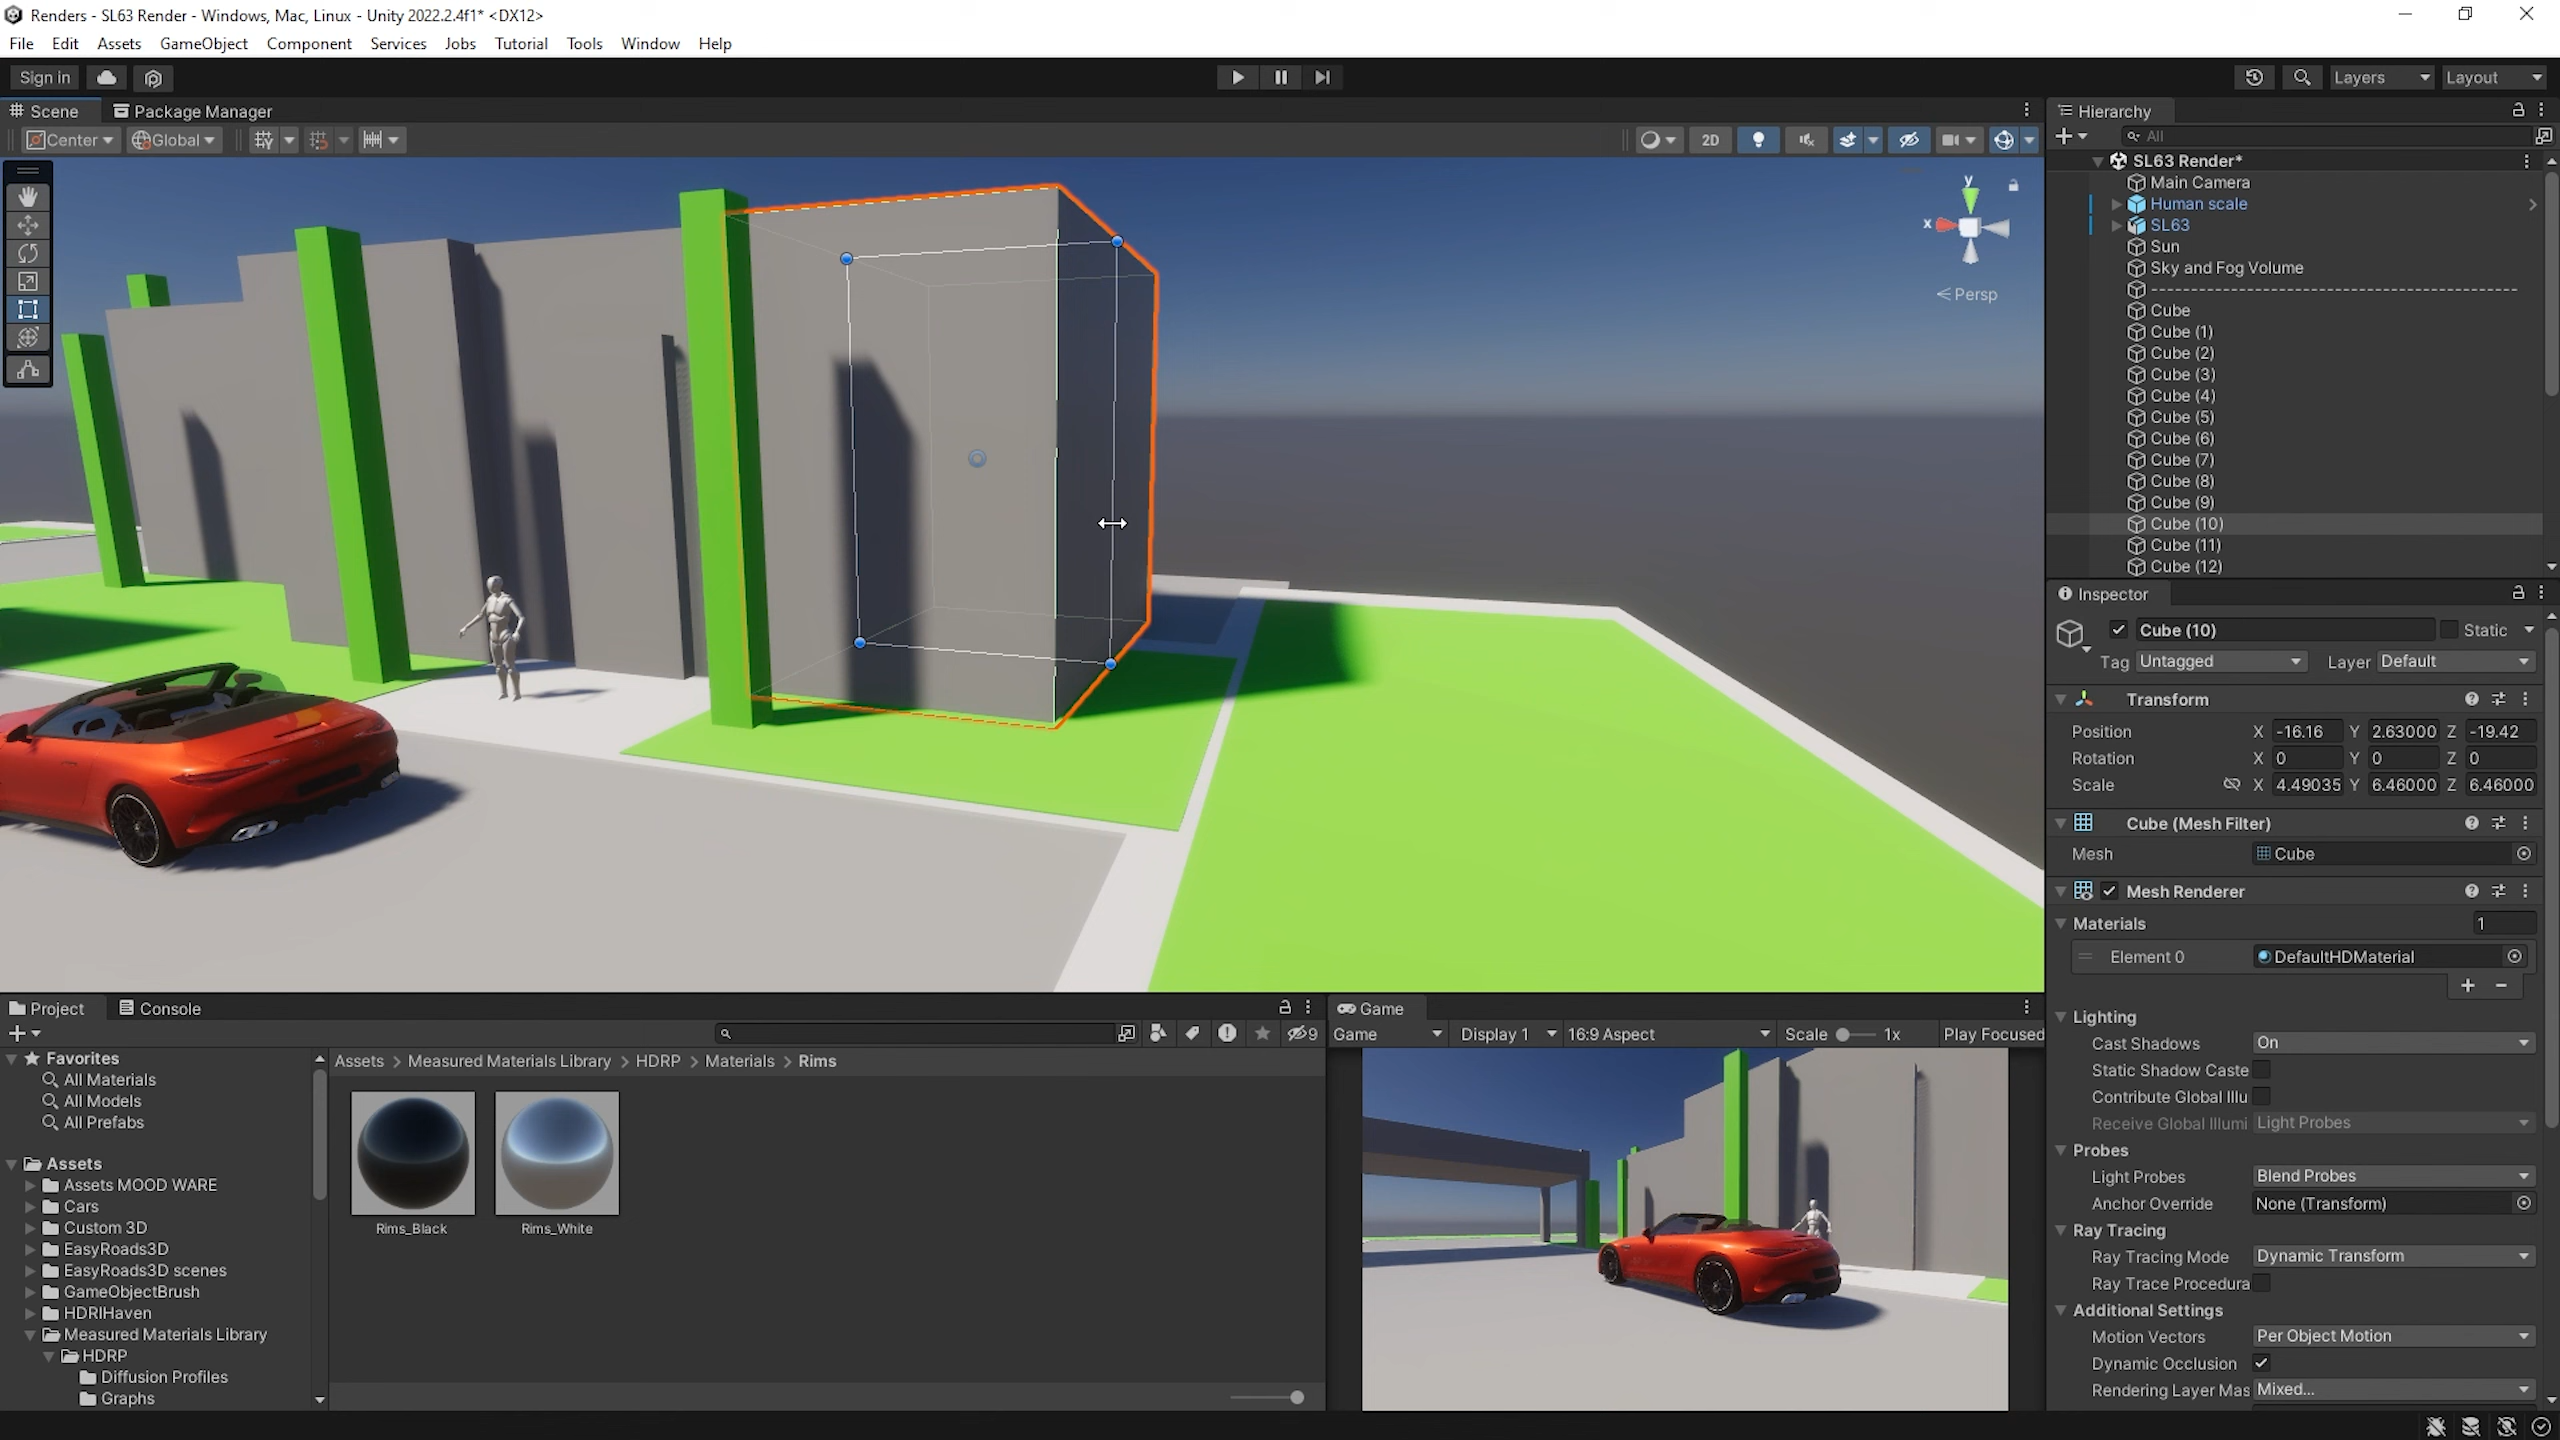 Renders - SL63 Render - Windows, Mac, Linux - Unity 2022.2.4f1* <DX12>
File Edit Assets GameObject Component Services Jobs Tutorial Tools Window Help
Sign in
Layers Layout
Scene Package Manager
Center Global
2D
y
x
Persp
Hierarchy
All
SL63 Render*
Main Camera
Human scale
SL63
Sun
Sky and Fog Volume
Cube
Cube (1)
Cube (2)
Cube (3)
Cube (4)
Cube (5)
Cube (6)
Cube (7)
Cube (8)
Cube (9)
Cube (10)
Cube (11)
Cube (12)
Inspector
Cube (10) Static
Tag Untagged Layer Default
Transform
Position X -16.16 Y 2.63000 Z -19.42
Rotation X 0 Y 0 Z 0
Scale X 4.49035 Y 6.46000 Z 6.46000
Cube (Mesh Filter)
Mesh Cube
Mesh Renderer
Materials 1
Element 0 DefaultHDMaterial
Lighting
Cast Shadows On
Static Shadow Caste
Contribute Global Illu
Receive Global Illumi Light Probes
Probes
Light Probes Blend Probes
Anchor Override None (Transform)
Ray Tracing
Ray Tracing Mode Dynamic Transform
Ray Trace Procedura
Additional Settings
Motion Vectors Per Object Motion
Dynamic Occlusion
Rendering Layer Mas Mixed...
Project Console
9
Favorites
All Materials
All Models
All Prefabs
Assets
Assets MOOD WARE
Cars
Custom 3D
EasyRoads3D
EasyRoads3D scenes
GameObjectBrush
HDRIHaven
Measured Materials Library
HDRP
Diffusion Profiles
Graphs
Assets > Measured Materials Library > HDRP > Materials > Rims
Rims_Black Rims_White
Game
Game Display 1 16:9 Aspect Scale 1x Play Focused